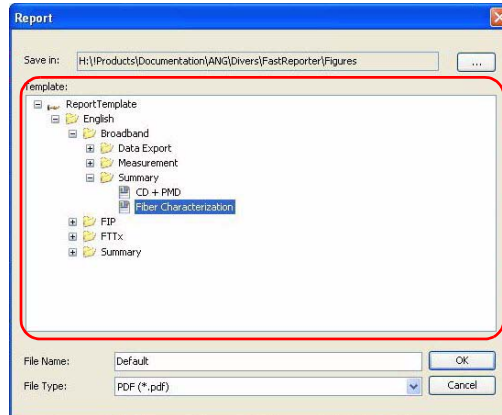 Report
Save in: H:\!Products\Documentation\ANG\Divers\FastReporter\Figures ...
Template:
ReportTemplate
English
Broadband
Data Export
Measurement
Summary
CD + PMD
Fiber Characterization
FIP
FTTx
Summary
File Name: Default OK
File Type: PDF (*.pdf) Cancel